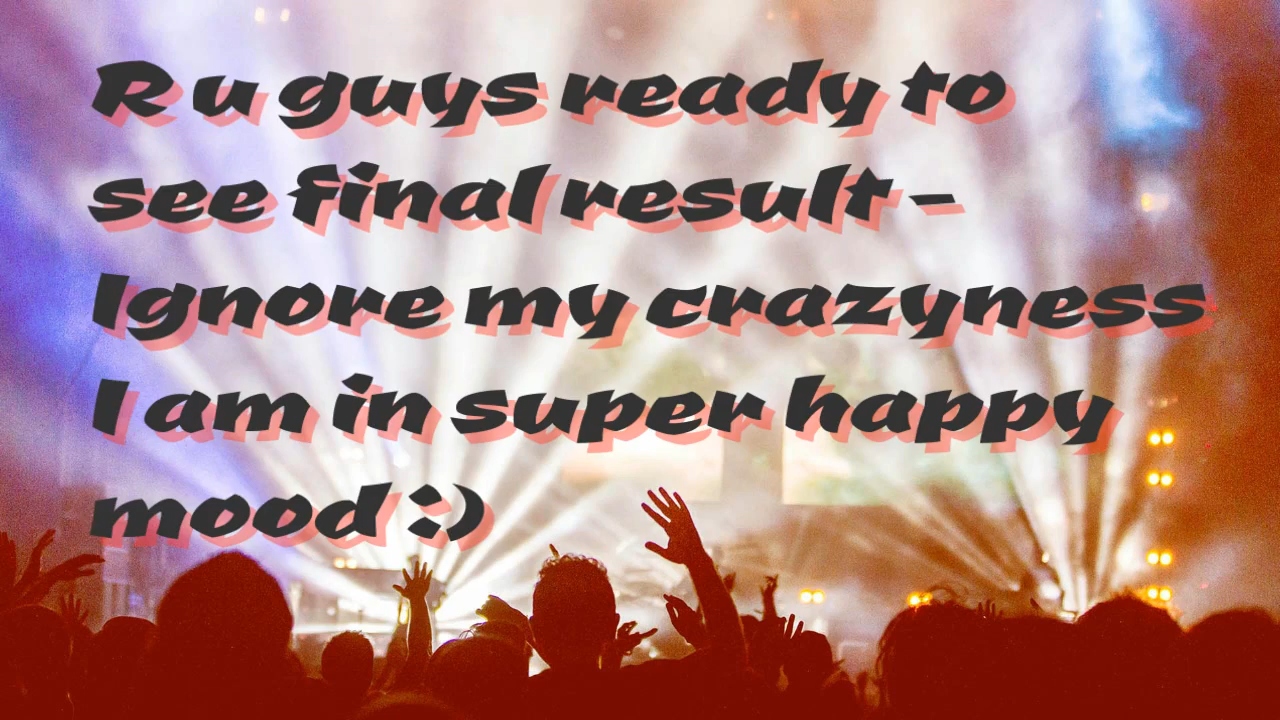 R u guys ready to
see final result -
Ignore my crazyness
I am in super happy
mood :)